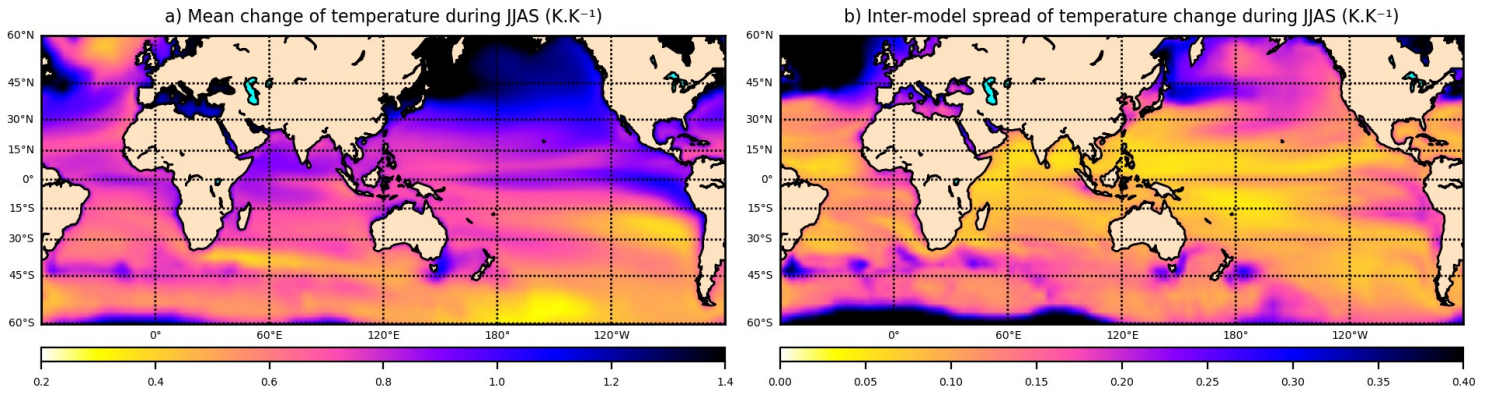 a) Mean change of temperature during JJAS (K.K⁻¹)
60°N
45°N
30°N
15°N
0°
15°S
30°S
45°S
60°S
0° 60°E 120°E 180° 120°W
0.2 0.4 0.6 0.8 1.0 1.2 1.4
b) Inter-model spread of temperature change during JJAS (K.K⁻¹)
60°N
45°N
30°N
15°N
0°
15°S
30°S
45°S
60°S
0° 60°E 120°E 180° 120°W
0.00 0.05 0.10 0.15 0.20 0.25 0.30 0.35 0.40